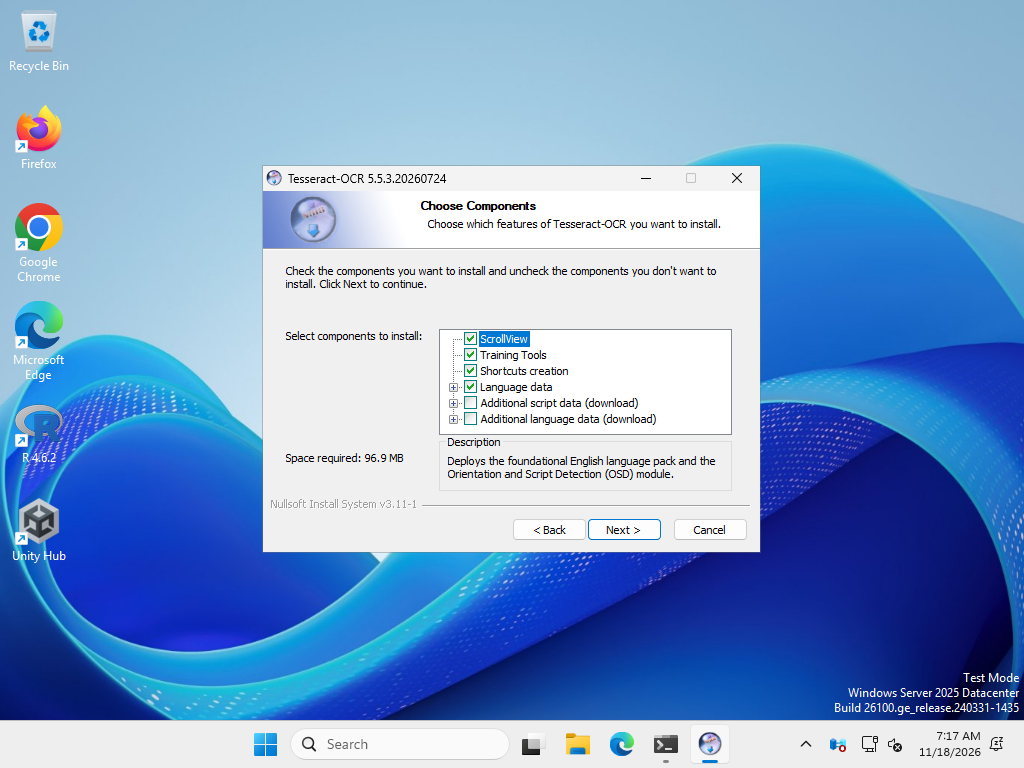 Recycle Bin
Firefox
Google
Chrome
Microsoft
Edge
R 4.6.2
Unity Hub
Tesseract-OCR 5.5.3.20260724
Choose Components
Choose which features of Tesseract-OCR you want to install.
Check the components you want to install and uncheck the components you don't want to
install. Click Next to continue.
Select components to install:
ScrollView
Training Tools
Shortcuts creation
Language data
Additional script data (download)
Additional language data (download)
Space required: 96.9 MB
Description
Deploys the foundational English language pack and the
Orientation and Script Detection (OSD) module.
Nullsoft Install System v3.11-1
< Back
Next >
Cancel
Test Mode
Windows Server 2025 Datacenter
Build 26100.ge_release.240331-1435
Search
7:17 AM
11/18/2026